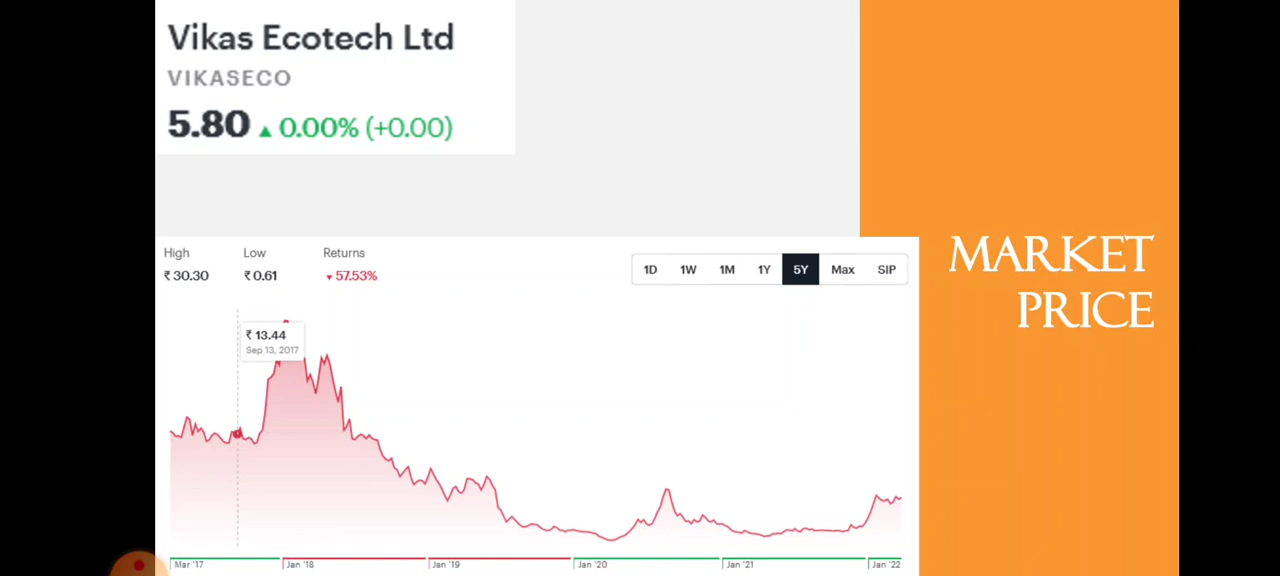 Vikas Ecotech Ltd
VIKASECO
5.80 ▲ 0.00% (+0.00)
High Low Returns
₹ 30.30 ₹ 0.61 ▼ 57.53%
1D 1W 1M 1Y 5Y Max SIP
MARKET
PRICE
₹ 13.44
Sep 13, 2017
Mar '17 Jan '18 Jan '19 Jan '20 Jan '21 Jan '22